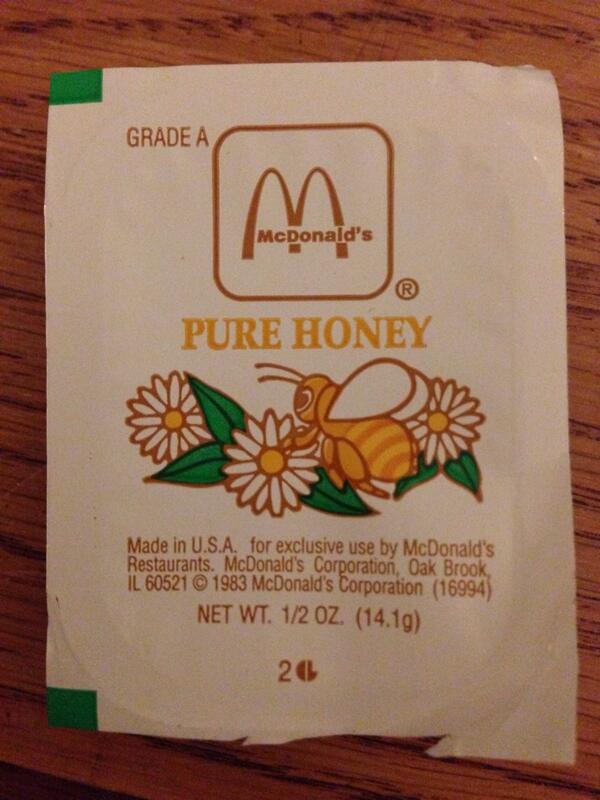 GRADE A
McDonald's
®
PURE HONEY
Made in U.S.A. for exclusive use by McDonald's
Restaurants. McDonald's Corporation, Oak Brook,
IL 60521 © 1983 McDonald's Corporation (16994)
NET WT. 1/2 OZ. (14.1g)
2